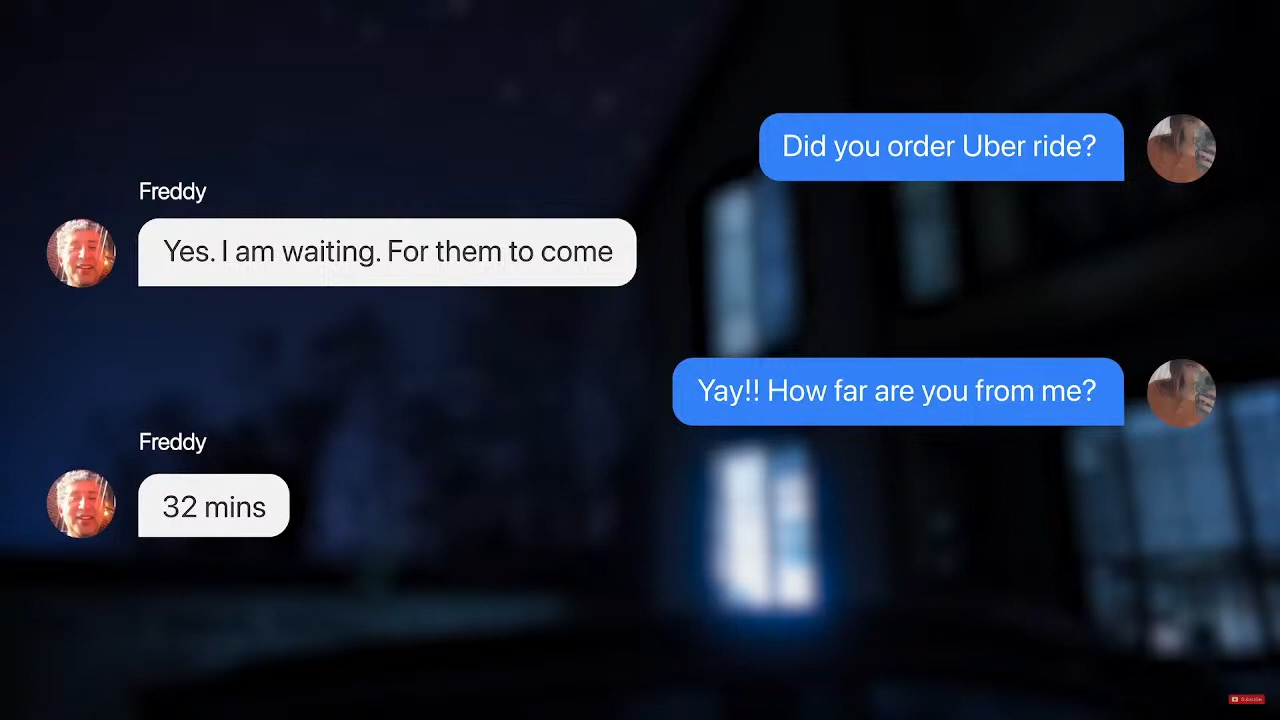 Did you order Uber ride?
Freddy
Yes. I am waiting. For them to come
Yay!! How far are you from me?
Freddy
32 mins